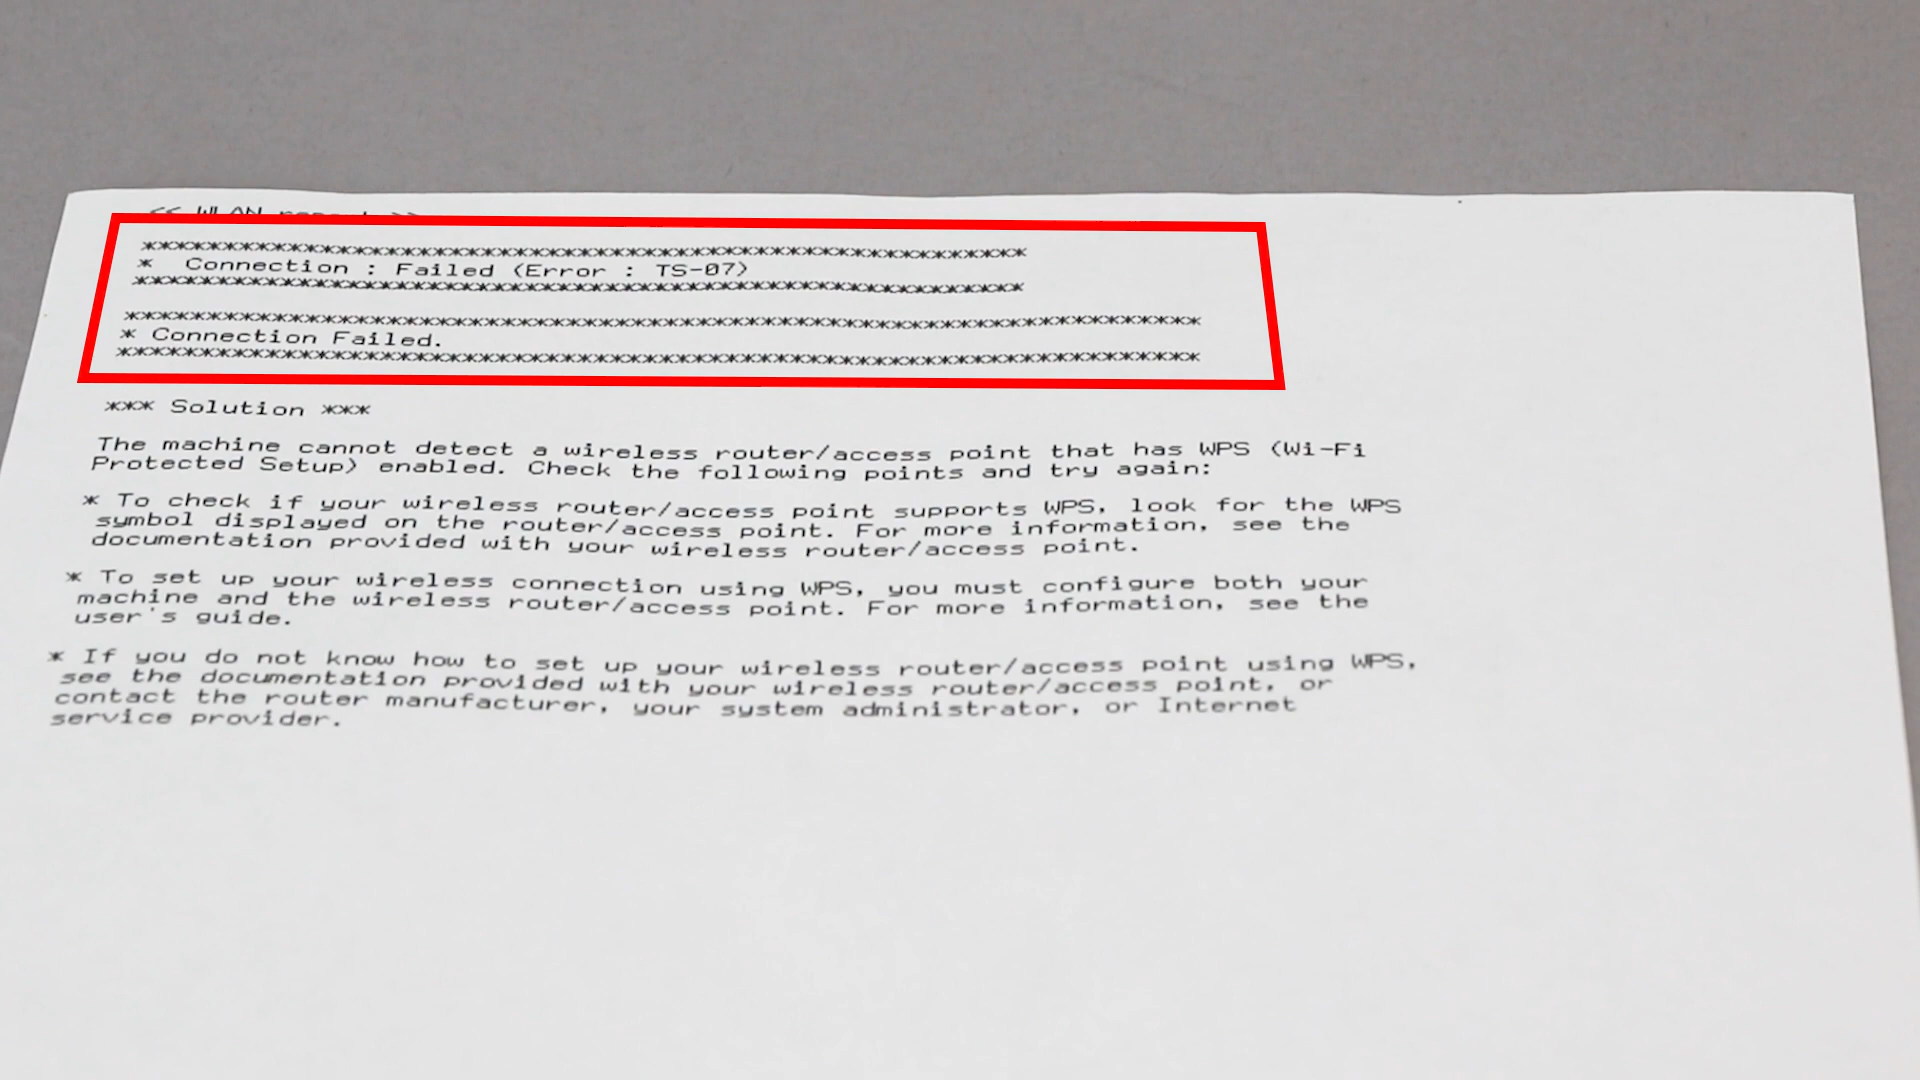 << WLAN report >>
******************************************************
*  Connection : Failed (Error : TS-07)
******************************************************
******************************************************************
* Connection Failed.
******************************************************************
*** Solution ***
The machine cannot detect a wireless router/access point that has WPS (Wi-Fi
Protected Setup) enabled. Check the following points and try again:
* To check if your wireless router/access point supports WPS, look for the WPS
symbol displayed on the router/access point. For more information, see the
documentation provided with your wireless router/access point.
* To set up your wireless connection using WPS, you must configure both your
machine and the wireless router/access point. For more information, see the
user's guide.
* If you do not know how to set up your wireless router/access point using WPS,
see the documentation provided with your wireless router/access point, or
contact the router manufacturer, your system administrator, or Internet
service provider.